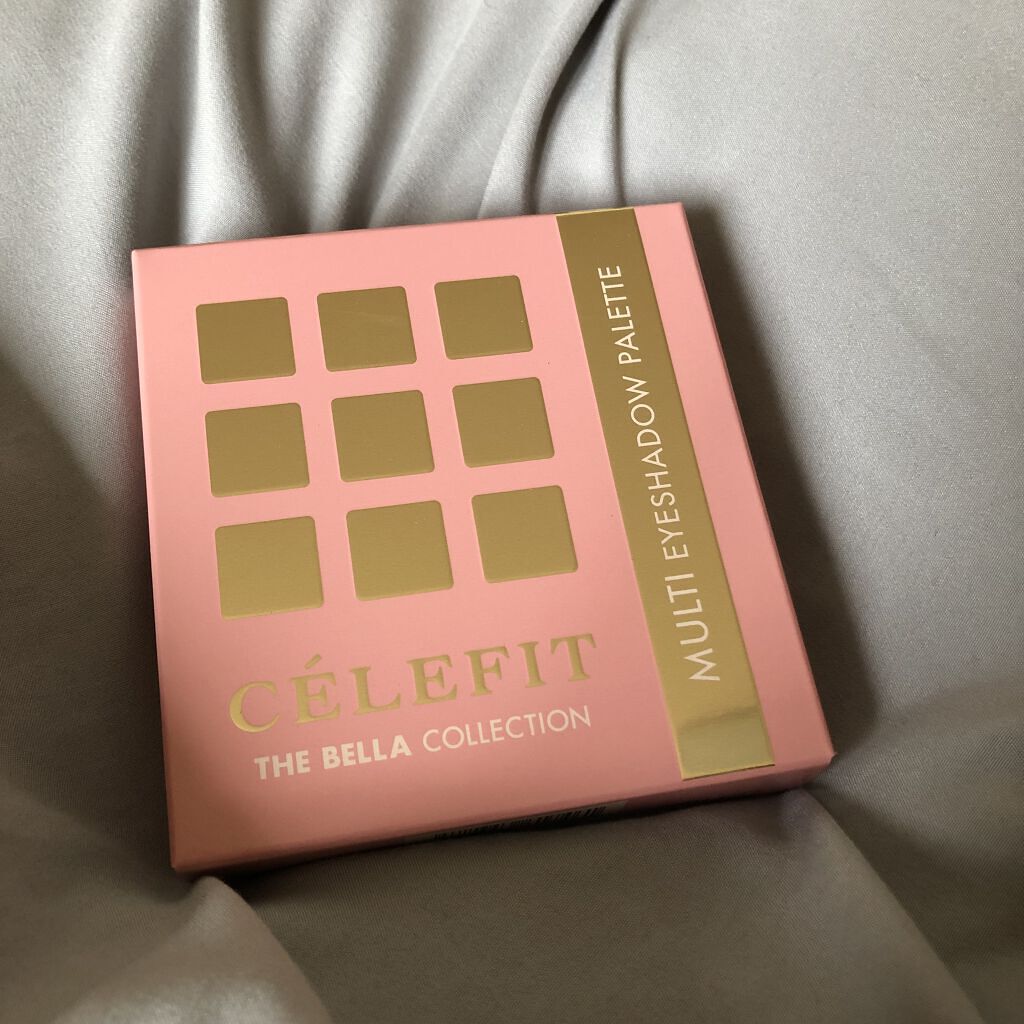 CÉLEFIT
THE BELLA COLLECTION
MULTI EYESHADOW PALETTE